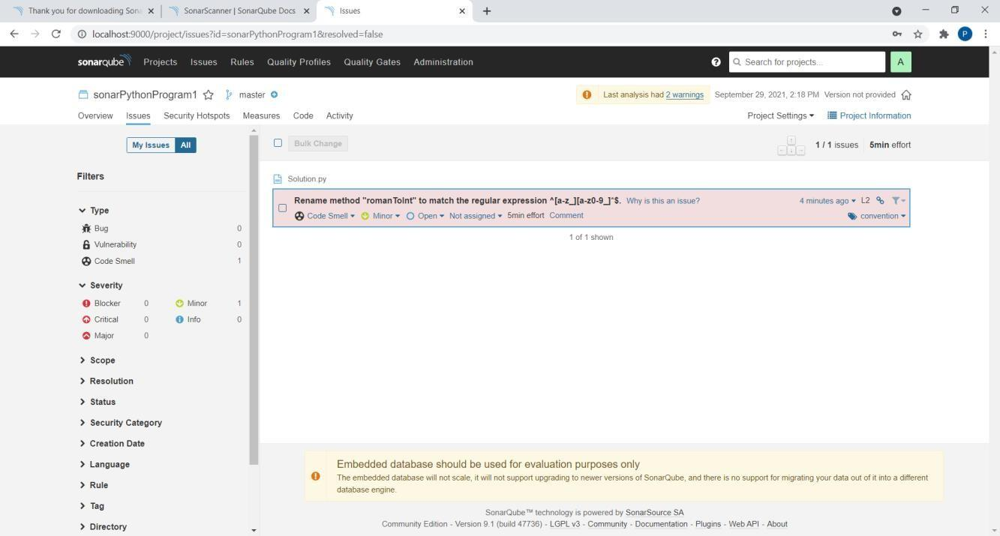 Thank you for downloading Sona
SonarScanner | SonarQube Docs
Issues
localhost:9000/project/issues?id=sonarPythonProgram1&resolved=false
P
sonarqube Projects Issues Rules Quality Profiles Quality Gates Administration ? Search for projects... A
sonarPythonProgram1 master Last analysis had 2 warnings September 29, 2021, 2:18 PM Version not provided
Overview Issues Security Hotspots Measures Code Activity Project Settings Project Information
My Issues All Bulk Change 1 / 1 issues 5min effort
Filters
Solution.py
Rename method "romanToInt" to match the regular expression ^[a-z_][a-z0-9_]*$. Why is this an issue? 4 minutes ago L2
Code Smell Minor Open Not assigned 5min effort Comment convention
1 of 1 shown
Type
Bug 0
Vulnerability 0
Code Smell 1
Severity
Blocker 0 Minor 1
Critical 0 Info 0
Major 0
Scope
Resolution
Status
Security Category
Creation Date
Language
Rule
Tag
Directory
Embedded database should be used for evaluation purposes only
The embedded database will not scale, it will not support upgrading to newer versions of SonarQube, and there is no support for migrating your data out of it into a different
database engine.
SonarQube™ technology is powered by SonarSource SA
Community Edition - Version 9.1 (build 47736) - LGPL v3 - Community - Documentation - Plugins - Web API - About